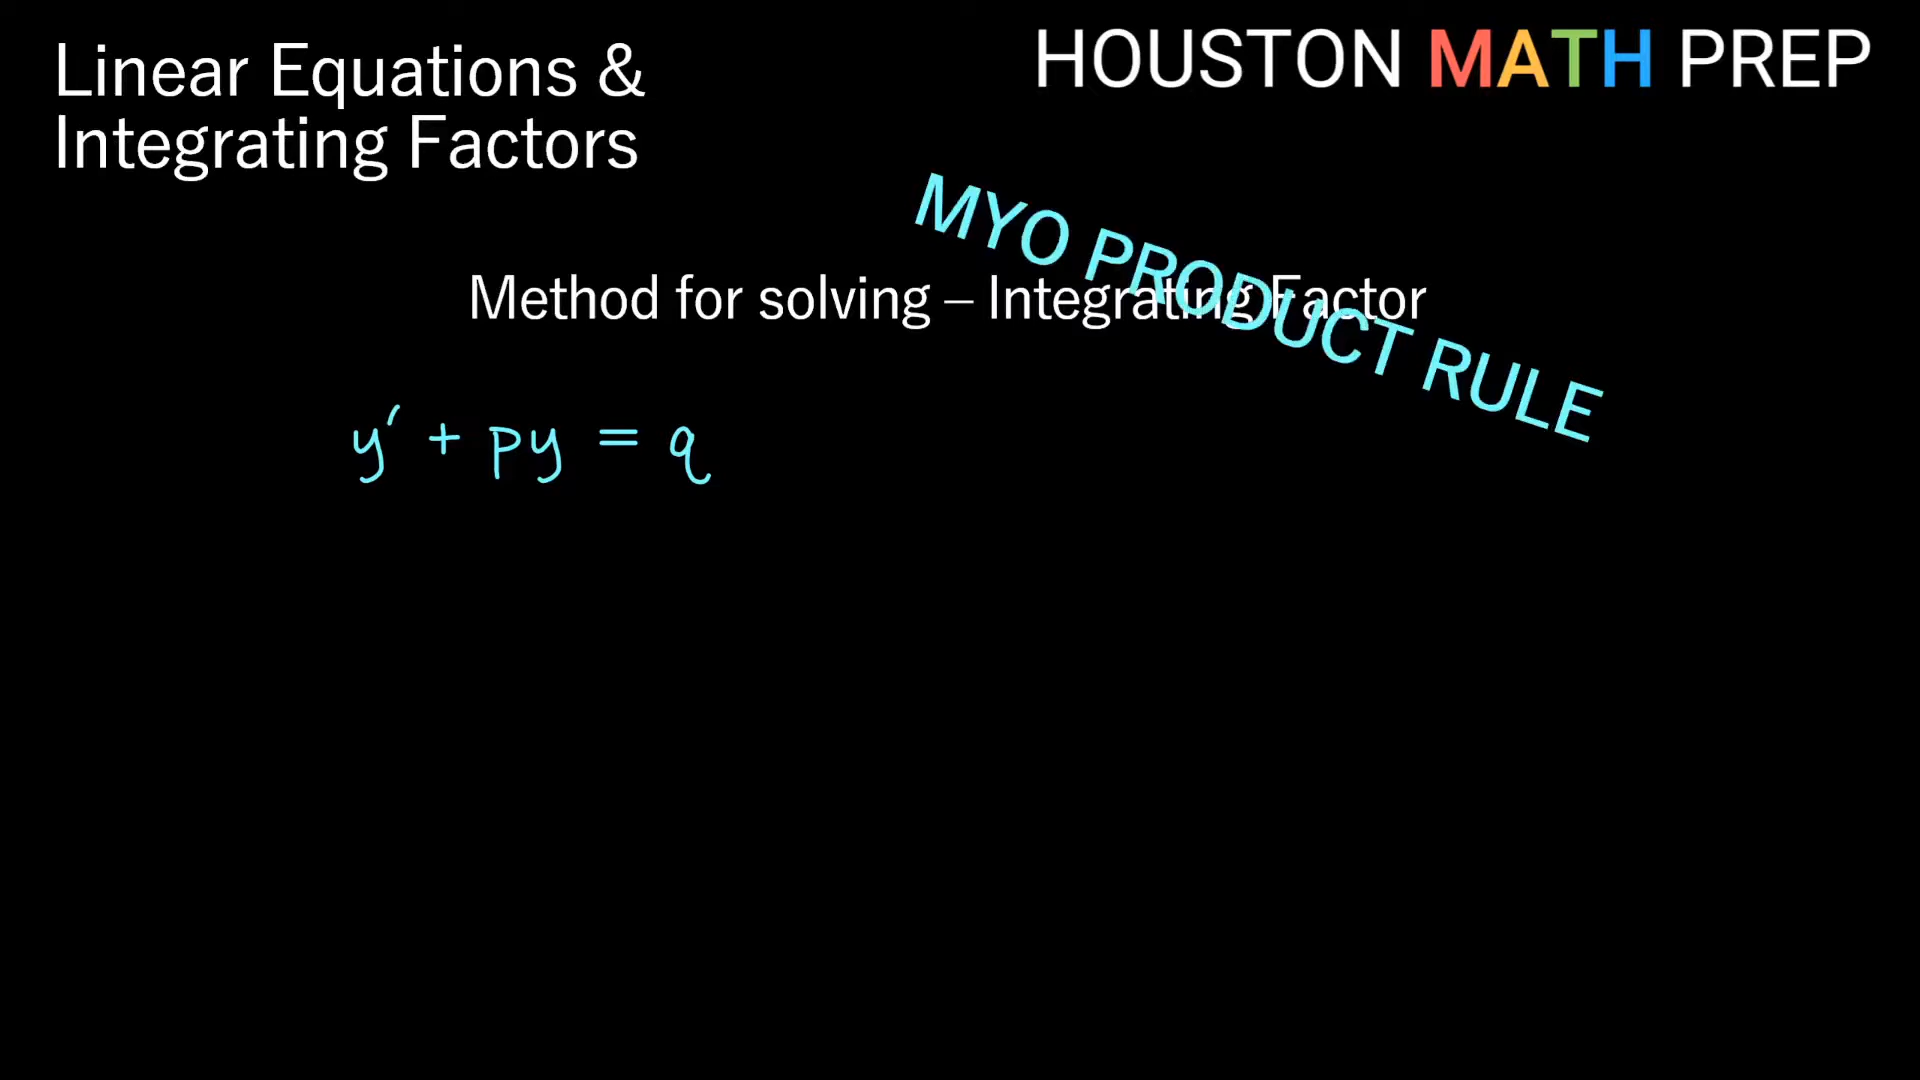 Linear Equations &
Integrating Factors
HOUSTON MATH PREP
MYO PRODUCT RULE
Method for solving – Integrating Factor
y′ + py = q